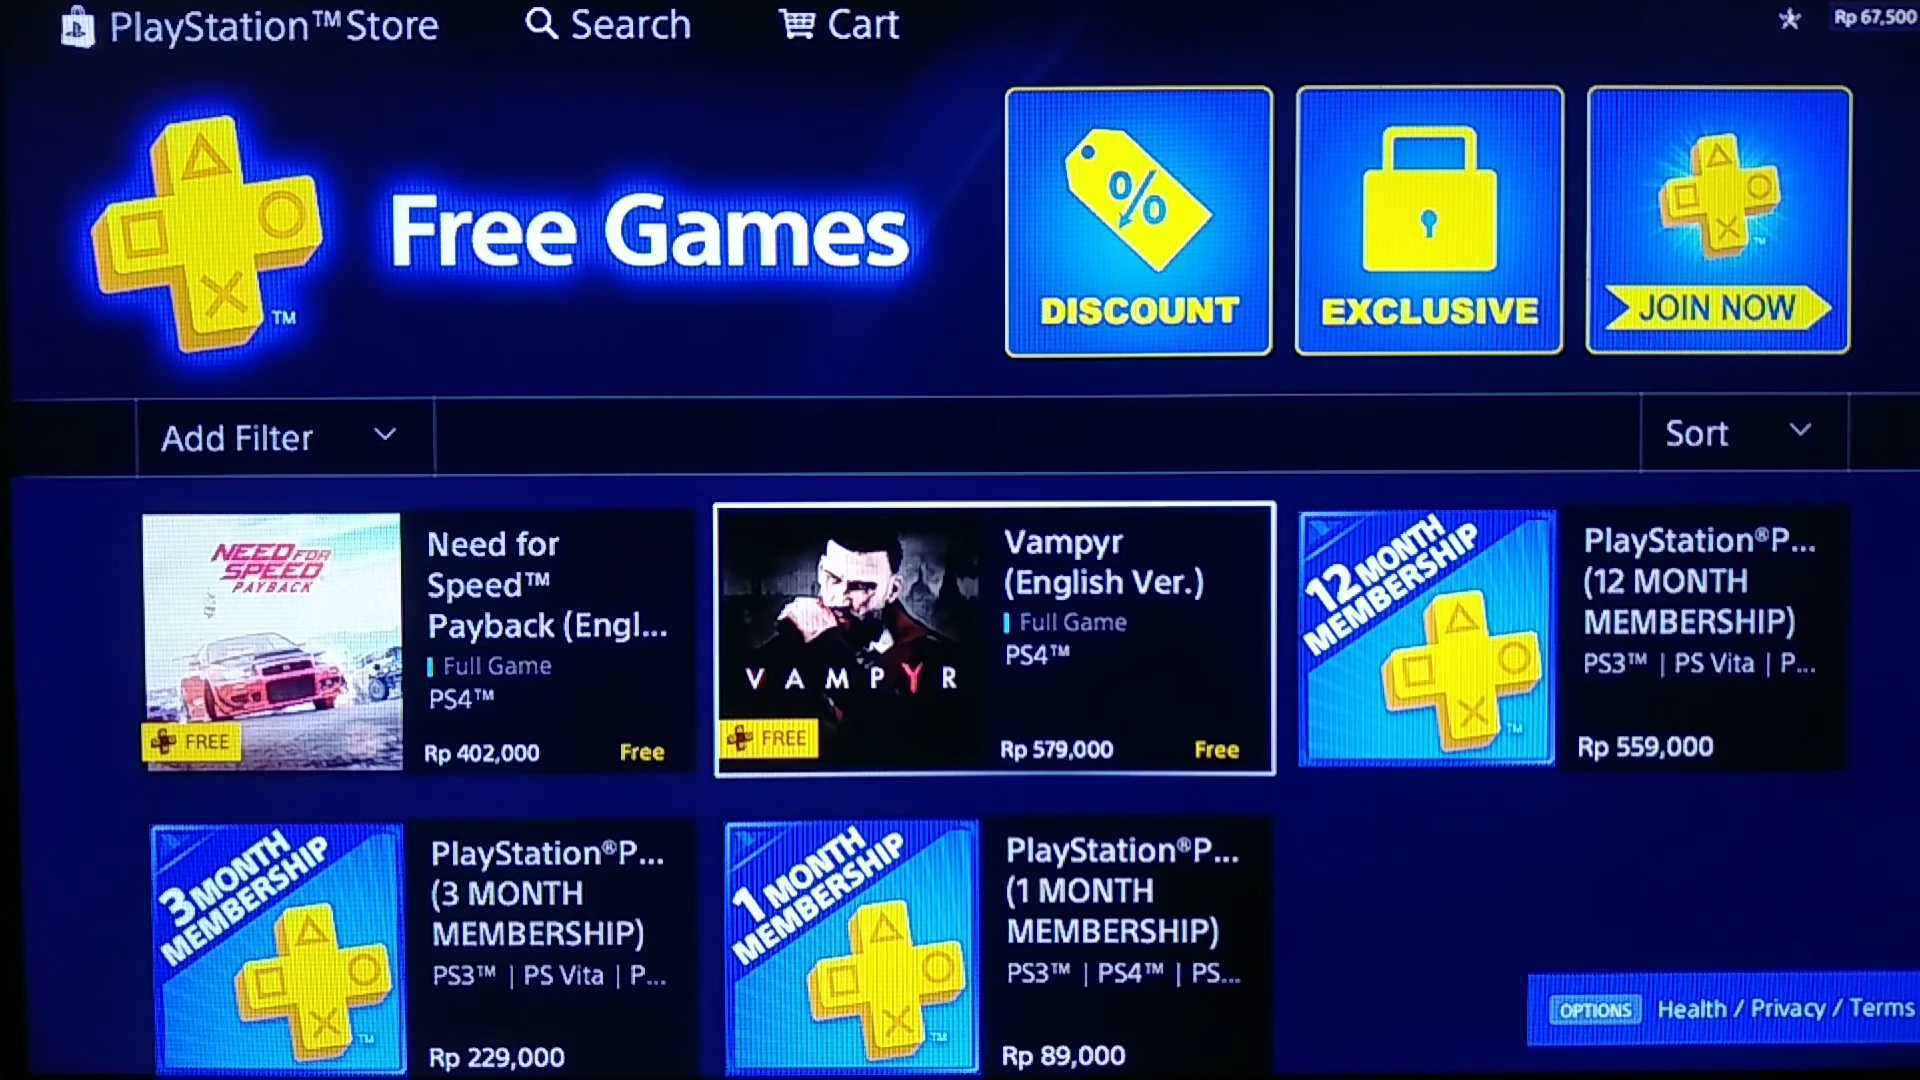 PlayStation™Store
Search
Cart
Rp 67,500
Free Games
TM
DISCOUNT
EXCLUSIVE
JOIN NOW
Add Filter
Sort
NEED FOR
SPEED
PAYBACK
FREE
Need for
Speed™
Payback (Engl...
Full Game
PS4™
Rp 402,000
Free
VAMPYR
FREE
Vampyr
(English Ver.)
Full Game
PS4™
Rp 579,000
Free
12 MONTH
MEMBERSHIP
TM
PlayStation®P...
(12 MONTH
MEMBERSHIP)
PS3™ | PS Vita | P...
Rp 559,000
3 MONTH
MEMBERSHIP
TM
PlayStation®P...
(3 MONTH
MEMBERSHIP)
PS3™ | PS Vita | P...
Rp 229,000
1 MONTH
MEMBERSHIP
TM
PlayStation®P...
(1 MONTH
MEMBERSHIP)
PS3™ | PS4™ | PS...
Rp 89,000
OPTIONS
Health / Privacy / Terms